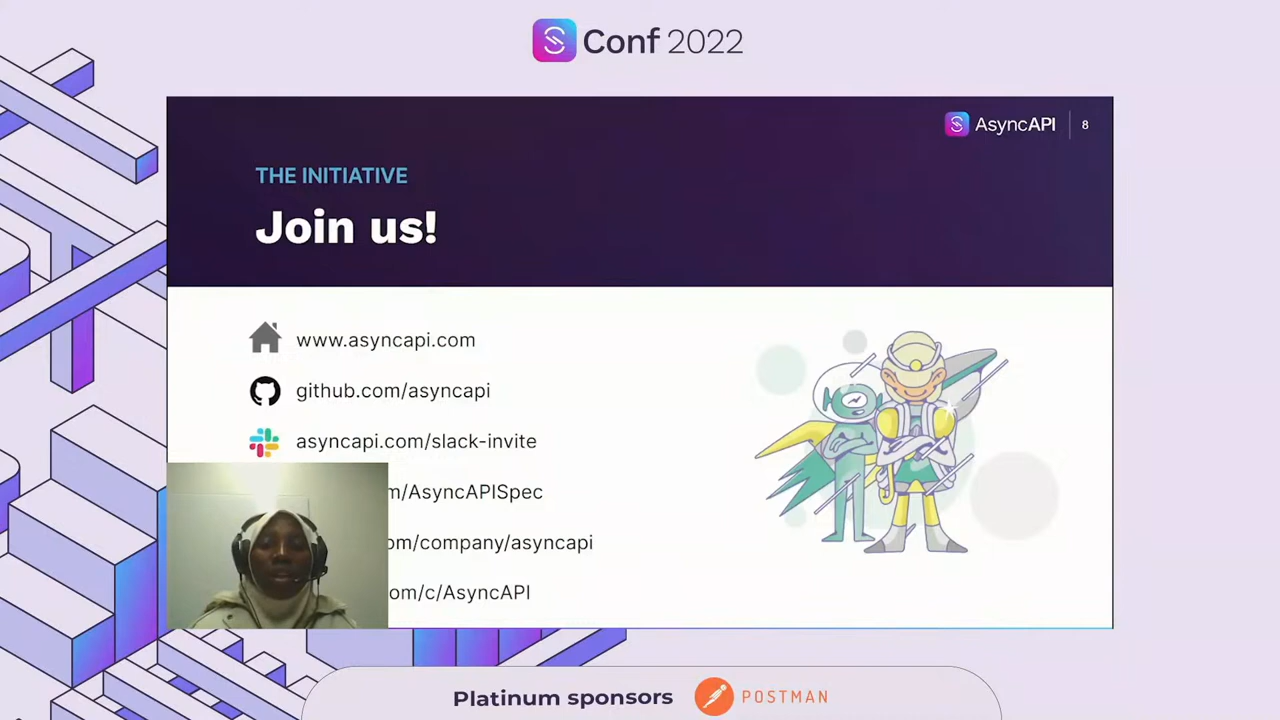 Conf 2022
AsyncAPI 8
THE INITIATIVE
Join us!
www.asyncapi.com
github.com/asyncapi
asyncapi.com/slack-invite
m/AsyncAPISpec
om/company/asyncapi
om/c/AsyncAPI
Platinum sponsors POSTMAN